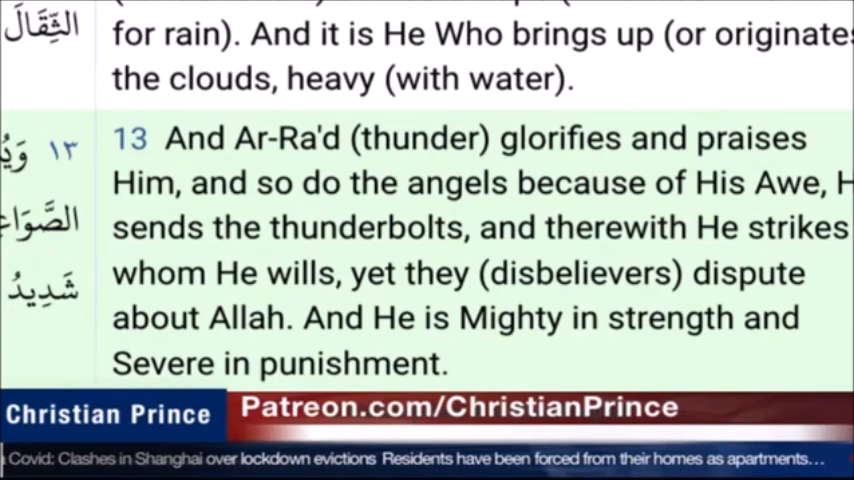 الثِّقَالَ
for rain). And it is He Who brings up (or originates
the clouds, heavy (with water).
١٣
13 And Ar-Ra'd (thunder) glorifies and praises
Him, and so do the angels because of His Awe,
sends the thunderbolts, and therewith He strikes
whom He wills, yet they (disbelievers) dispute
شَدِيدُ
about Allah. And He is Mighty in strength and
Severe in punishment.
Christian Prince
Patreon.com/ChristianPrince
Covid: Clashes in Shanghai over lockdown evictions Residents have been forced from their homes as apartments...